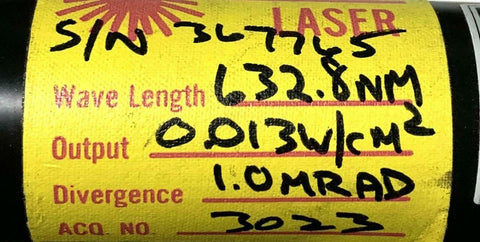 LASER
S/N 367765
Wave Length 632.8NM
Output 0.013W/CM²
Divergence 1.0MRAD
ACQ NO. 3023